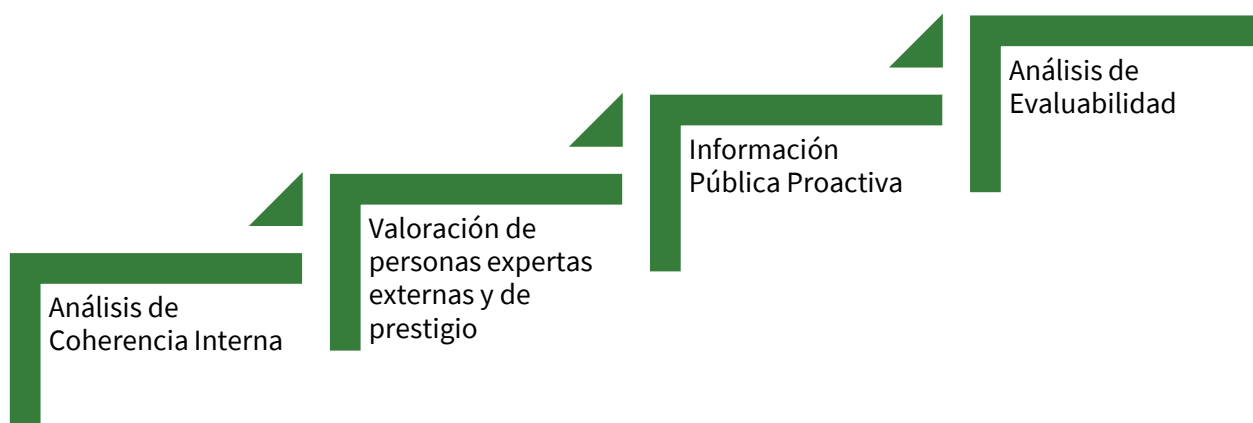 Análisis de
Coherencia Interna
Valoración de
personas expertas
externas y de
prestigio
Información
Pública Proactiva
Análisis de
Evaluabilidad